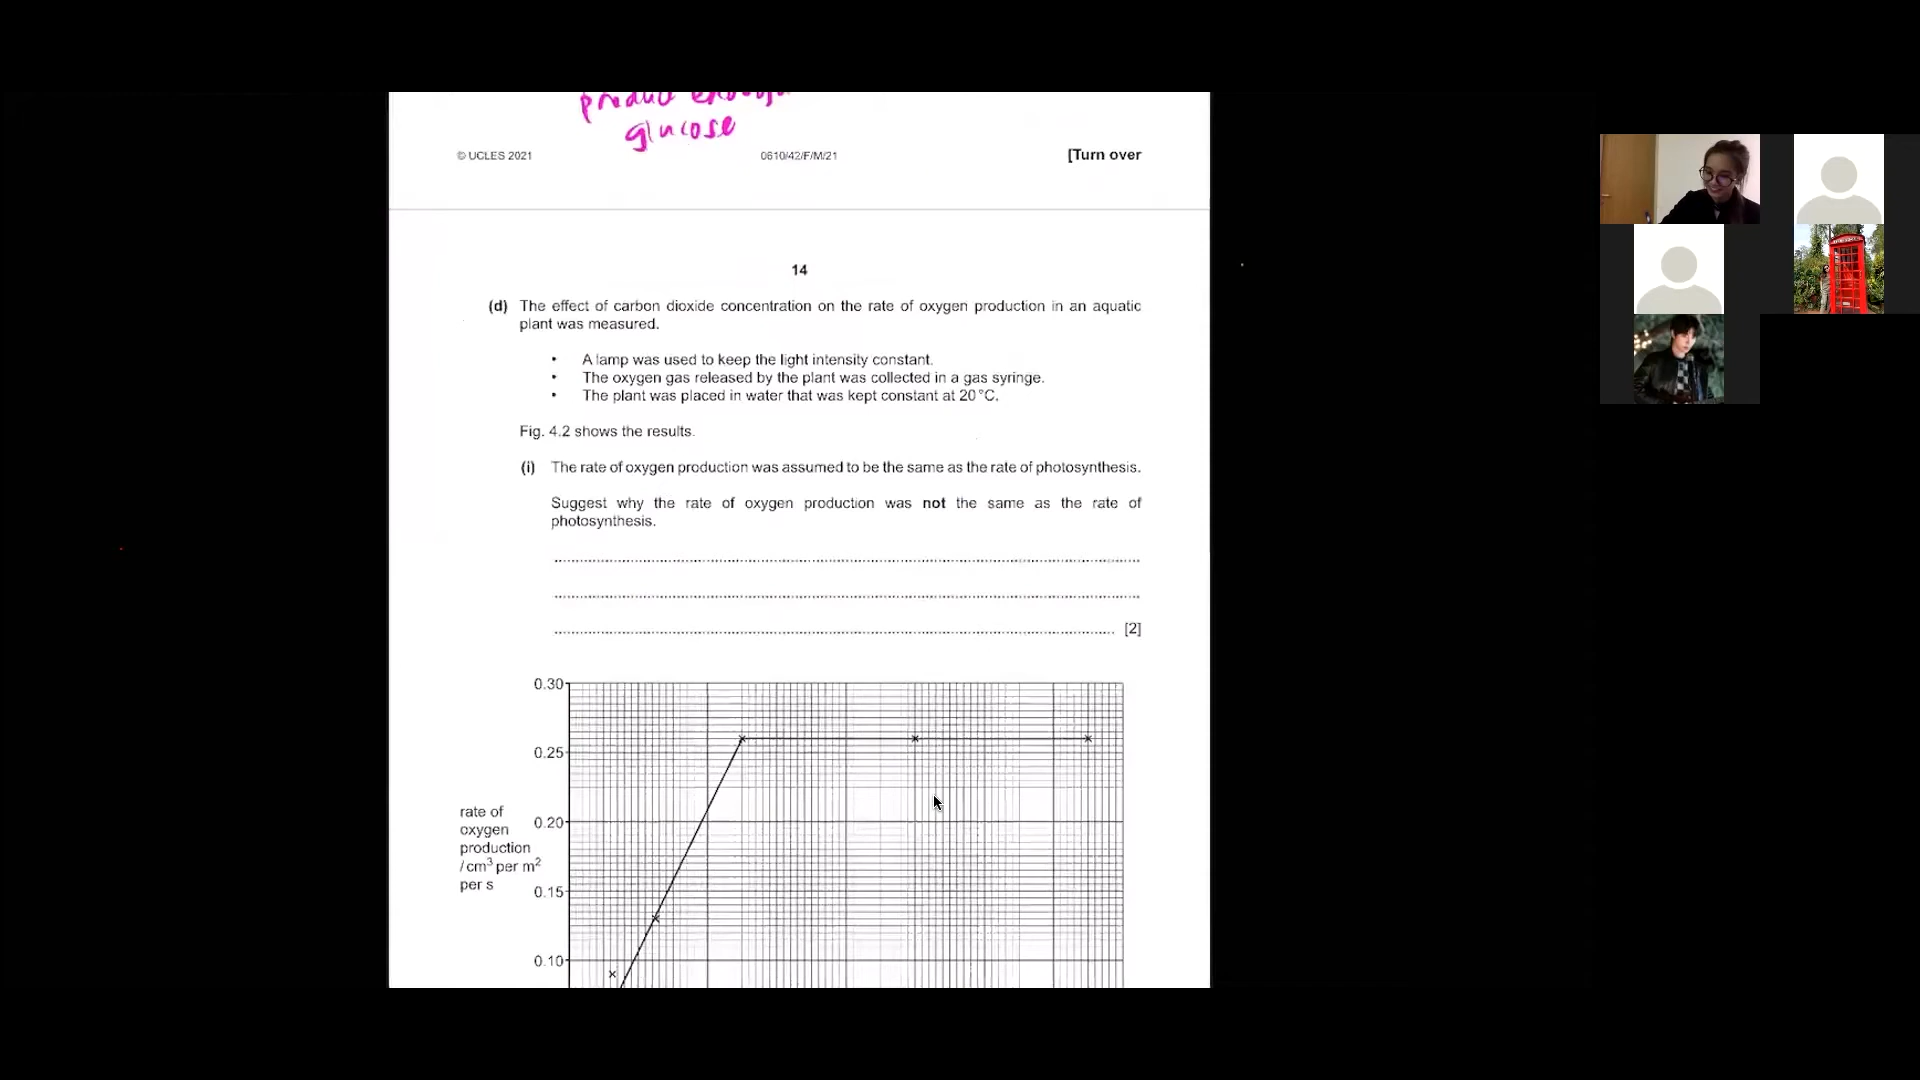 produc enough
glucose
© UCLES 2021
0610/42/F/M/21
[Turn over
14
(d) The effect of carbon dioxide concentration on the rate of oxygen production in an aquatic
plant was measured.
• A lamp was used to keep the light intensity constant.
• The oxygen gas released by the plant was collected in a gas syringe.
• The plant was placed in water that was kept constant at 20 °C.
Fig. 4.2 shows the results.
(i) The rate of oxygen production was assumed to be the same as the rate of photosynthesis.
Suggest why the rate of oxygen production was not the same as the rate of
photosynthesis.
[2]
0.30
0.25
rate of
oxygen
production
/ cm³ per m²
per s
0.20
0.15
0.10